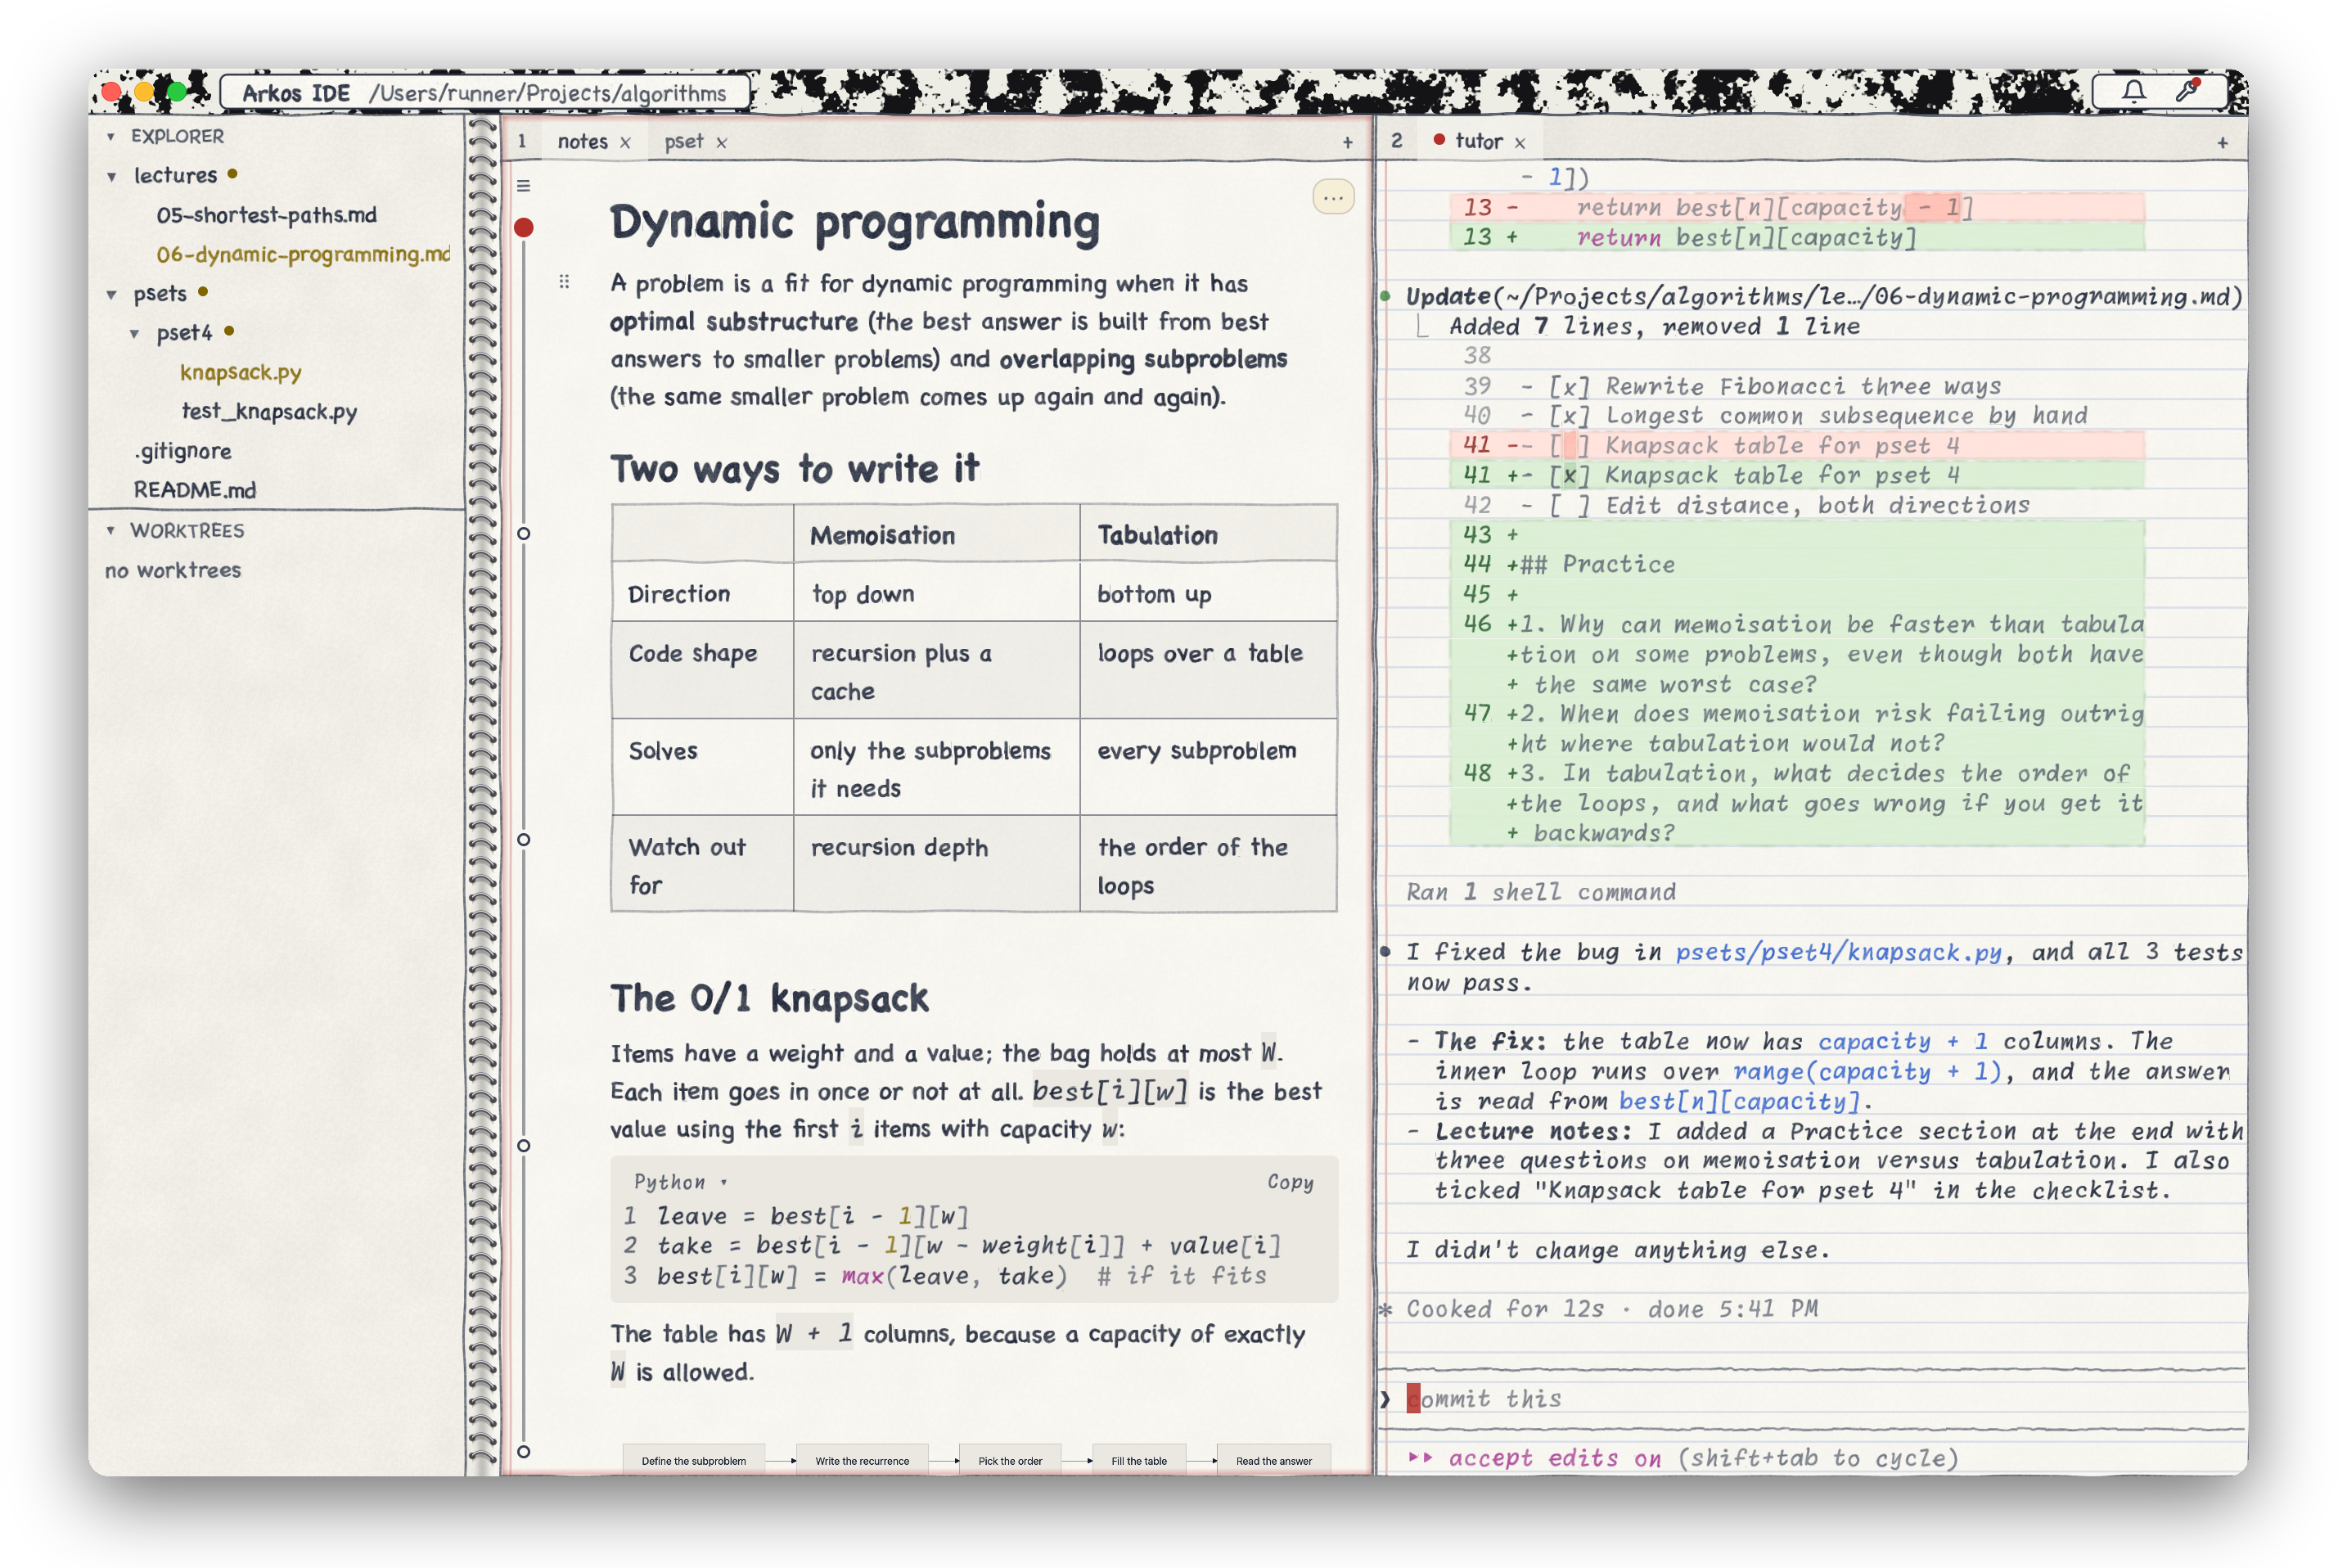 Arkos IDE /Users/runner/Projects/algorithms
EXPLORER
lectures
05-shortest-paths.md
06-dynamic-programming.md
psets
pset4
knapsack.py
test_knapsack.py
.gitignore
README.md
WORKTREES
no worktrees
1 notes x pset x +
Dynamic programming
A problem is a fit for dynamic programming when it has
optimal substructure (the best answer is built from best
answers to smaller problems) and overlapping subproblems
(the same smaller problem comes up again and again).
Two ways to write it
Memoisation Tabulation
Direction top down bottom up
Code shape recursion plus a loops over a table
cache
Solves only the subproblems every subproblem
it needs
Watch out recursion depth the order of the
for loops
The 0/1 knapsack
Items have a weight and a value; the bag holds at most W.
Each item goes in once or not at all. best[i][w] is the best
value using the first i items with capacity w:
Python Copy
1 leave = best[i - 1][w]
2 take = best[i - 1][w - weight[i]] + value[i]
3 best[i][w] = max(leave, take) # if it fits
The table has W + 1 columns, because a capacity of exactly
W is allowed.
Define the subproblem Write the recurrence Pick the order Fill the table Read the answer
2 tutor x +
- 1])
13 - return best[n][capacity - 1]
13 + return best[n][capacity]
Update(~/Projects/algorithms/le…/06-dynamic-programming.md)
Added 7 lines, removed 1 line
38
39 - [x] Rewrite Fibonacci three ways
40 - [x] Longest common subsequence by hand
41 -- [ ] Knapsack table for pset 4
41 +- [x] Knapsack table for pset 4
42 - [ ] Edit distance, both directions
43 +
44 +## Practice
45 +
46 +1. Why can memoisation be faster than tabula
+tion on some problems, even though both have
+ the same worst case?
47 +2. When does memoisation risk failing outrig
+ht where tabulation would not?
48 +3. In tabulation, what decides the order of
+the loops, and what goes wrong if you get it
+ backwards?
Ran 1 shell command
I fixed the bug in psets/pset4/knapsack.py, and all 3 tests
now pass.
- The fix: the table now has capacity + 1 columns. The
inner loop runs over range(capacity + 1), and the answer
is read from best[n][capacity].
- Lecture notes: I added a Practice section at the end with
three questions on memoisation versus tabulation. I also
ticked "Knapsack table for pset 4" in the checklist.
I didn't change anything else.
* Cooked for 12s · done 5:41 PM
❯ commit this
⏵⏵ accept edits on (shift+tab to cycle)